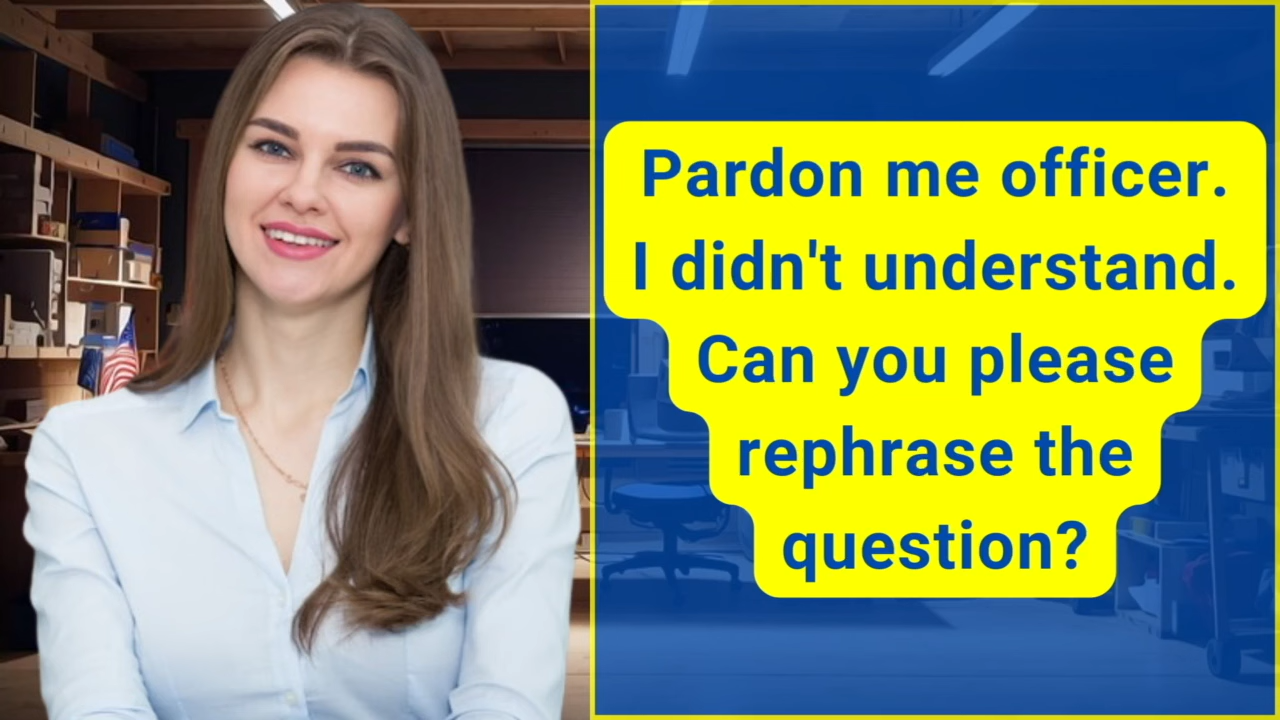 Pardon me officer.
I didn't understand.
Can you please
rephrase the
question?